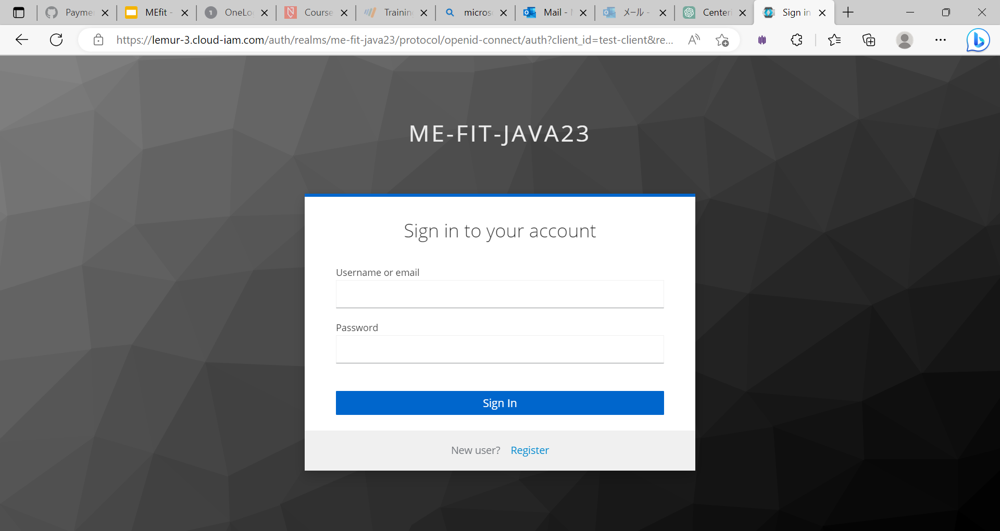 Payme
MEfit -
OneLo
Course
Training
micros
Mail -
メール -
Centeri
Sign in
https://lemur-3.cloud-iam.com/auth/realms/me-fit-java23/protocol/openid-connect/auth?client_id=test-client&re...
ME-FIT-JAVA23
Sign in to your account
Username or email
Password
Sign In
New user? Register